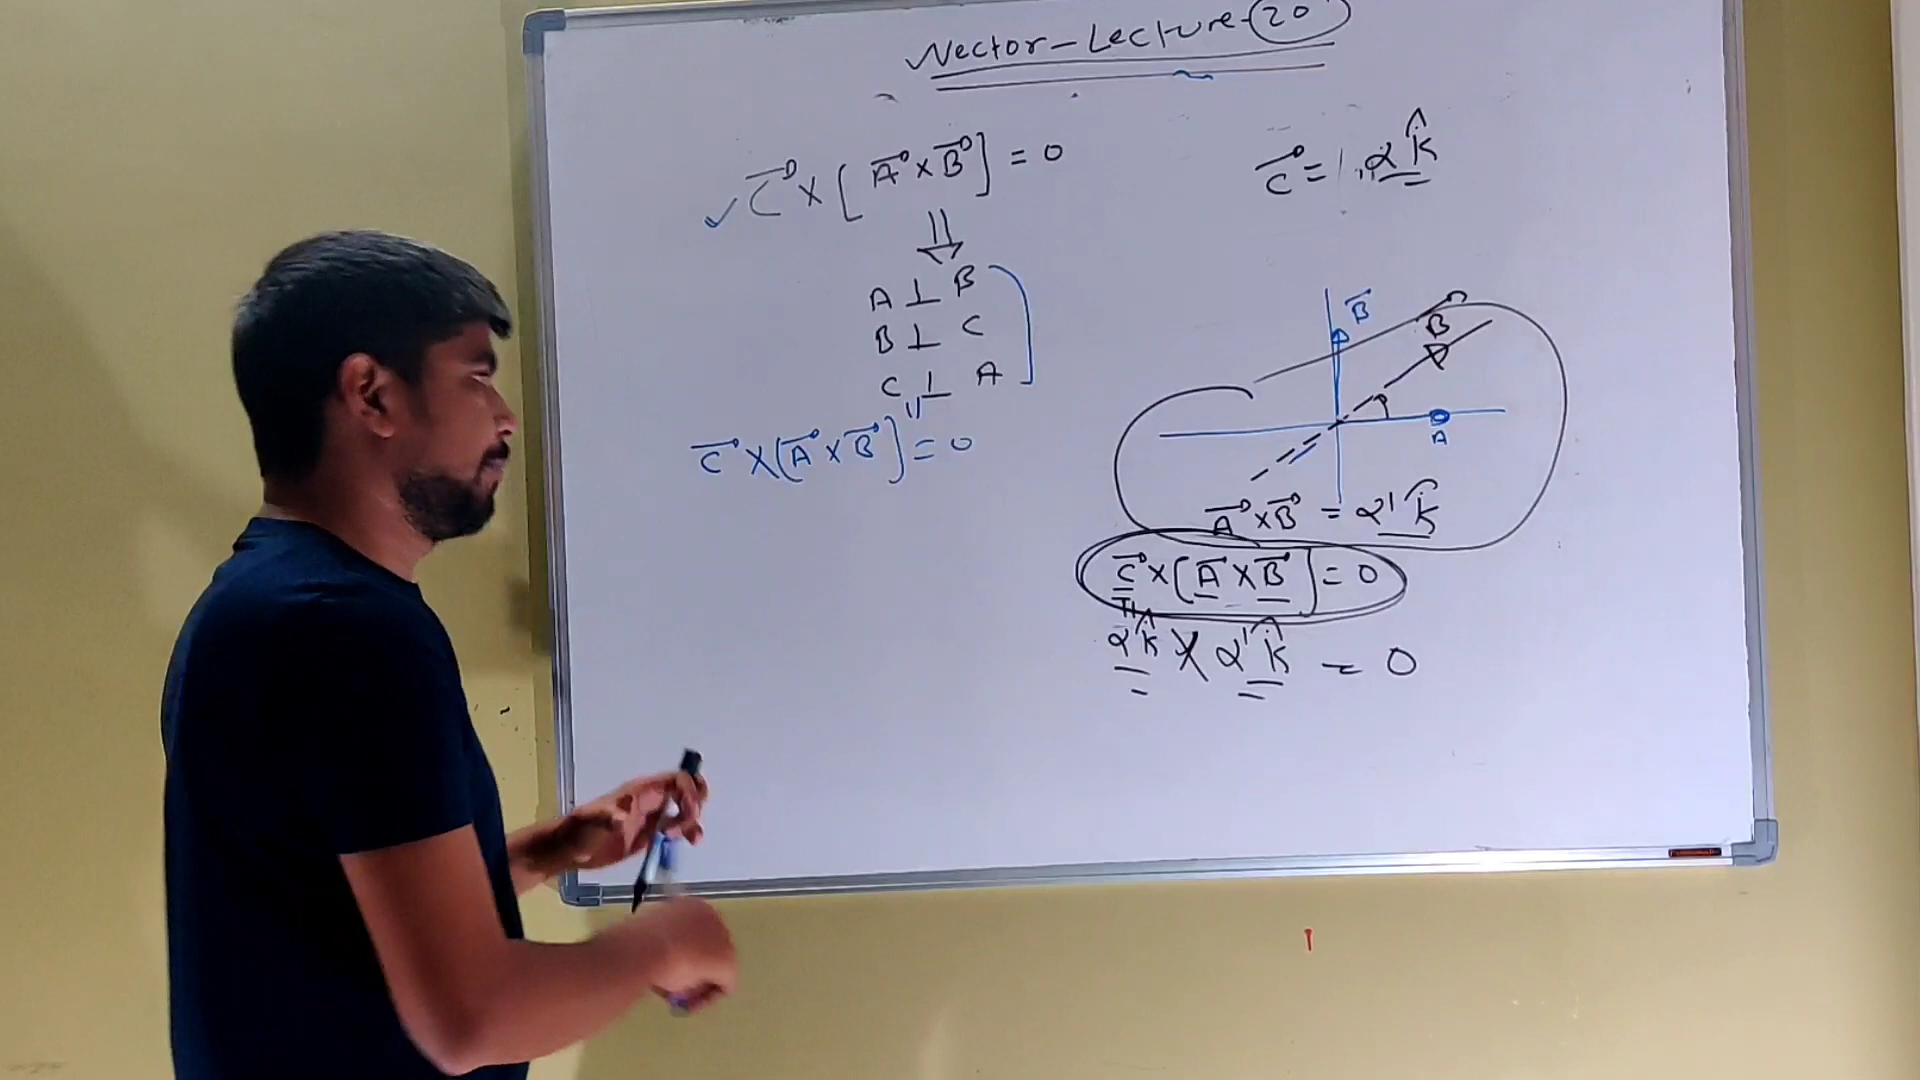 Vector-Lecture-20
C⃗ × [A⃗ × B⃗] = 0
A ⊥ B
B ⊥ C
C ⊥ A
C⃗ × (A⃗ × B⃗) = 0
C⃗ = α k̂
B⃗
B
A
A⃗ × B⃗ = α' k̂
C⃗ × [A⃗ × B⃗] = 0
α k̂ × α' k̂ = 0